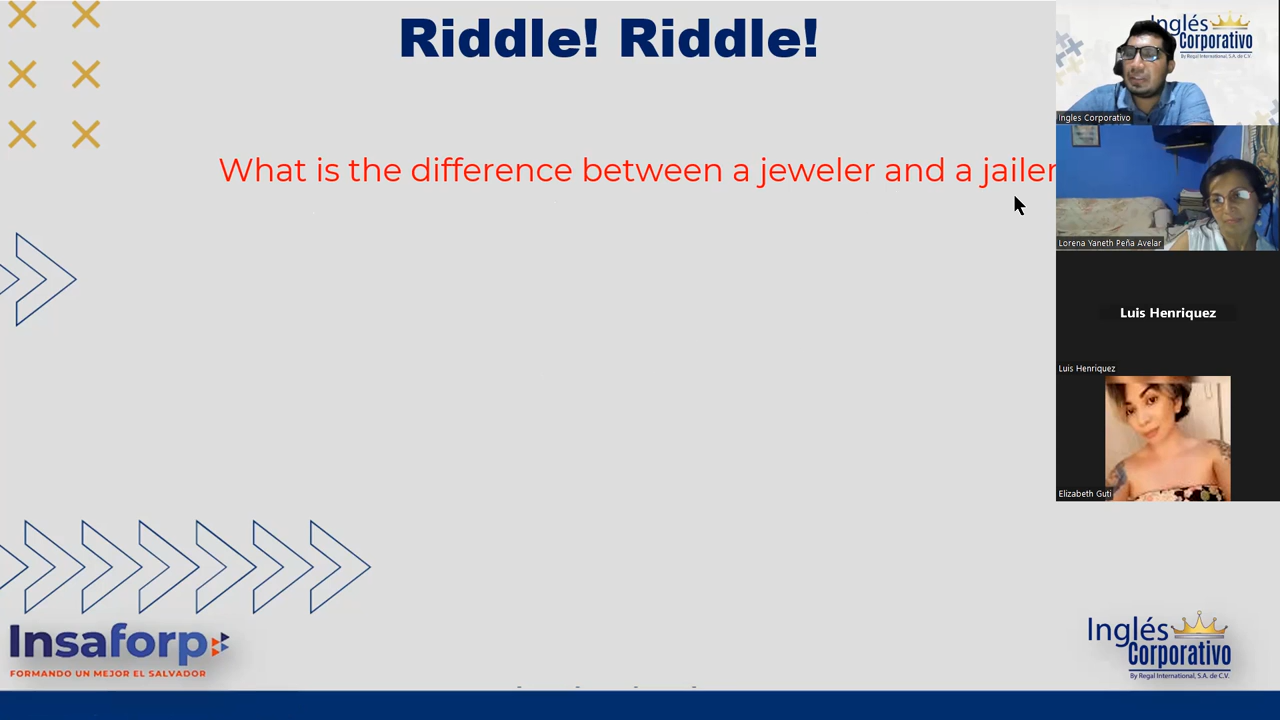 Riddle! Riddle!
What is the difference between a jeweler and a jailer
Inglés
Corporativo
By Regal International, S.A. de C.V.
Ingles Corporativo
Lorena Yaneth Peña Avelar
Luis Henriquez
Luis Henriquez
Elizabeth Guti
Insaforp
FORMANDO UN MEJOR EL SALVADOR
Inglés
Corporativo
By Regal International, S.A. de C.V.